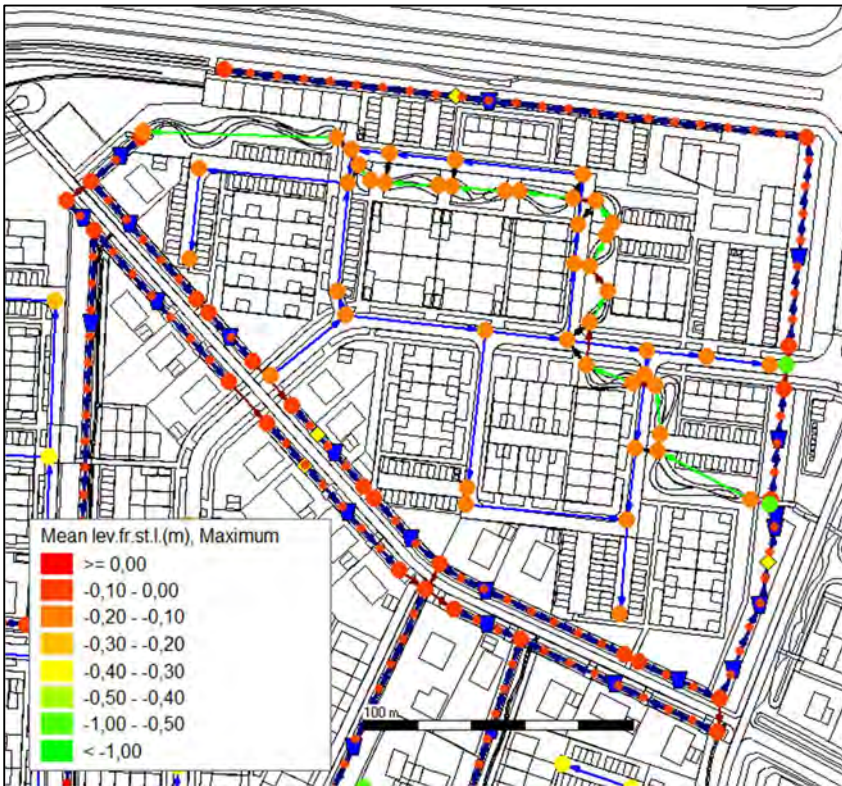 Mean lev.fr.st.l.(m), Maximum
>= 0,00
-0,10 - 0,00
-0,20 - -0,10
-0,30 - -0,20
-0,40 - -0,30
-0,50 - -0,40
-1,00 - -0,50
< -1,00
100 m